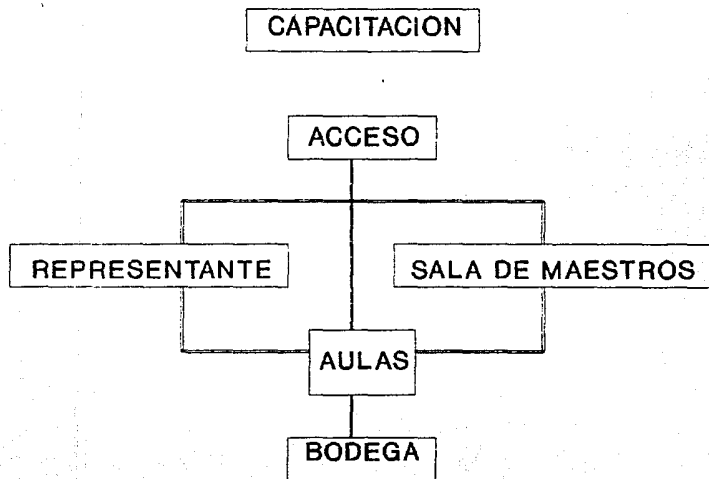 CAPACITACION
ACCESO
REPRESENTANTE
SALA DE MAESTROS
AULAS
BODEGA